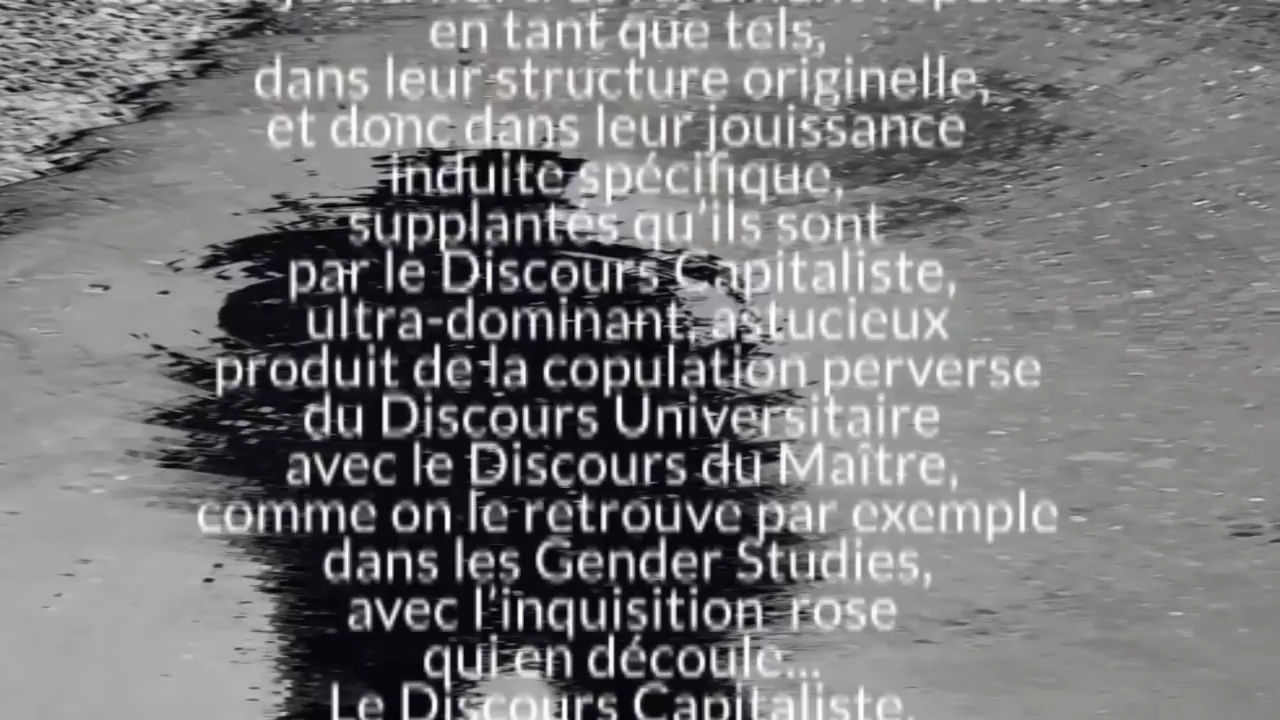 en tant que tels,
dans leur structure originelle,
et donc dans leur jouissance
induite spécifique,
supplantés qu'ils sont
par le Discours Capitaliste,
ultra-dominant, astucieux
produit de la copulation perverse
du Discours Universitaire
avec le Discours du Maître,
comme on le retrouve par exemple
dans les Gender Studies,
avec l'inquisition rose
qui en découle...
Le Discours Capitaliste,